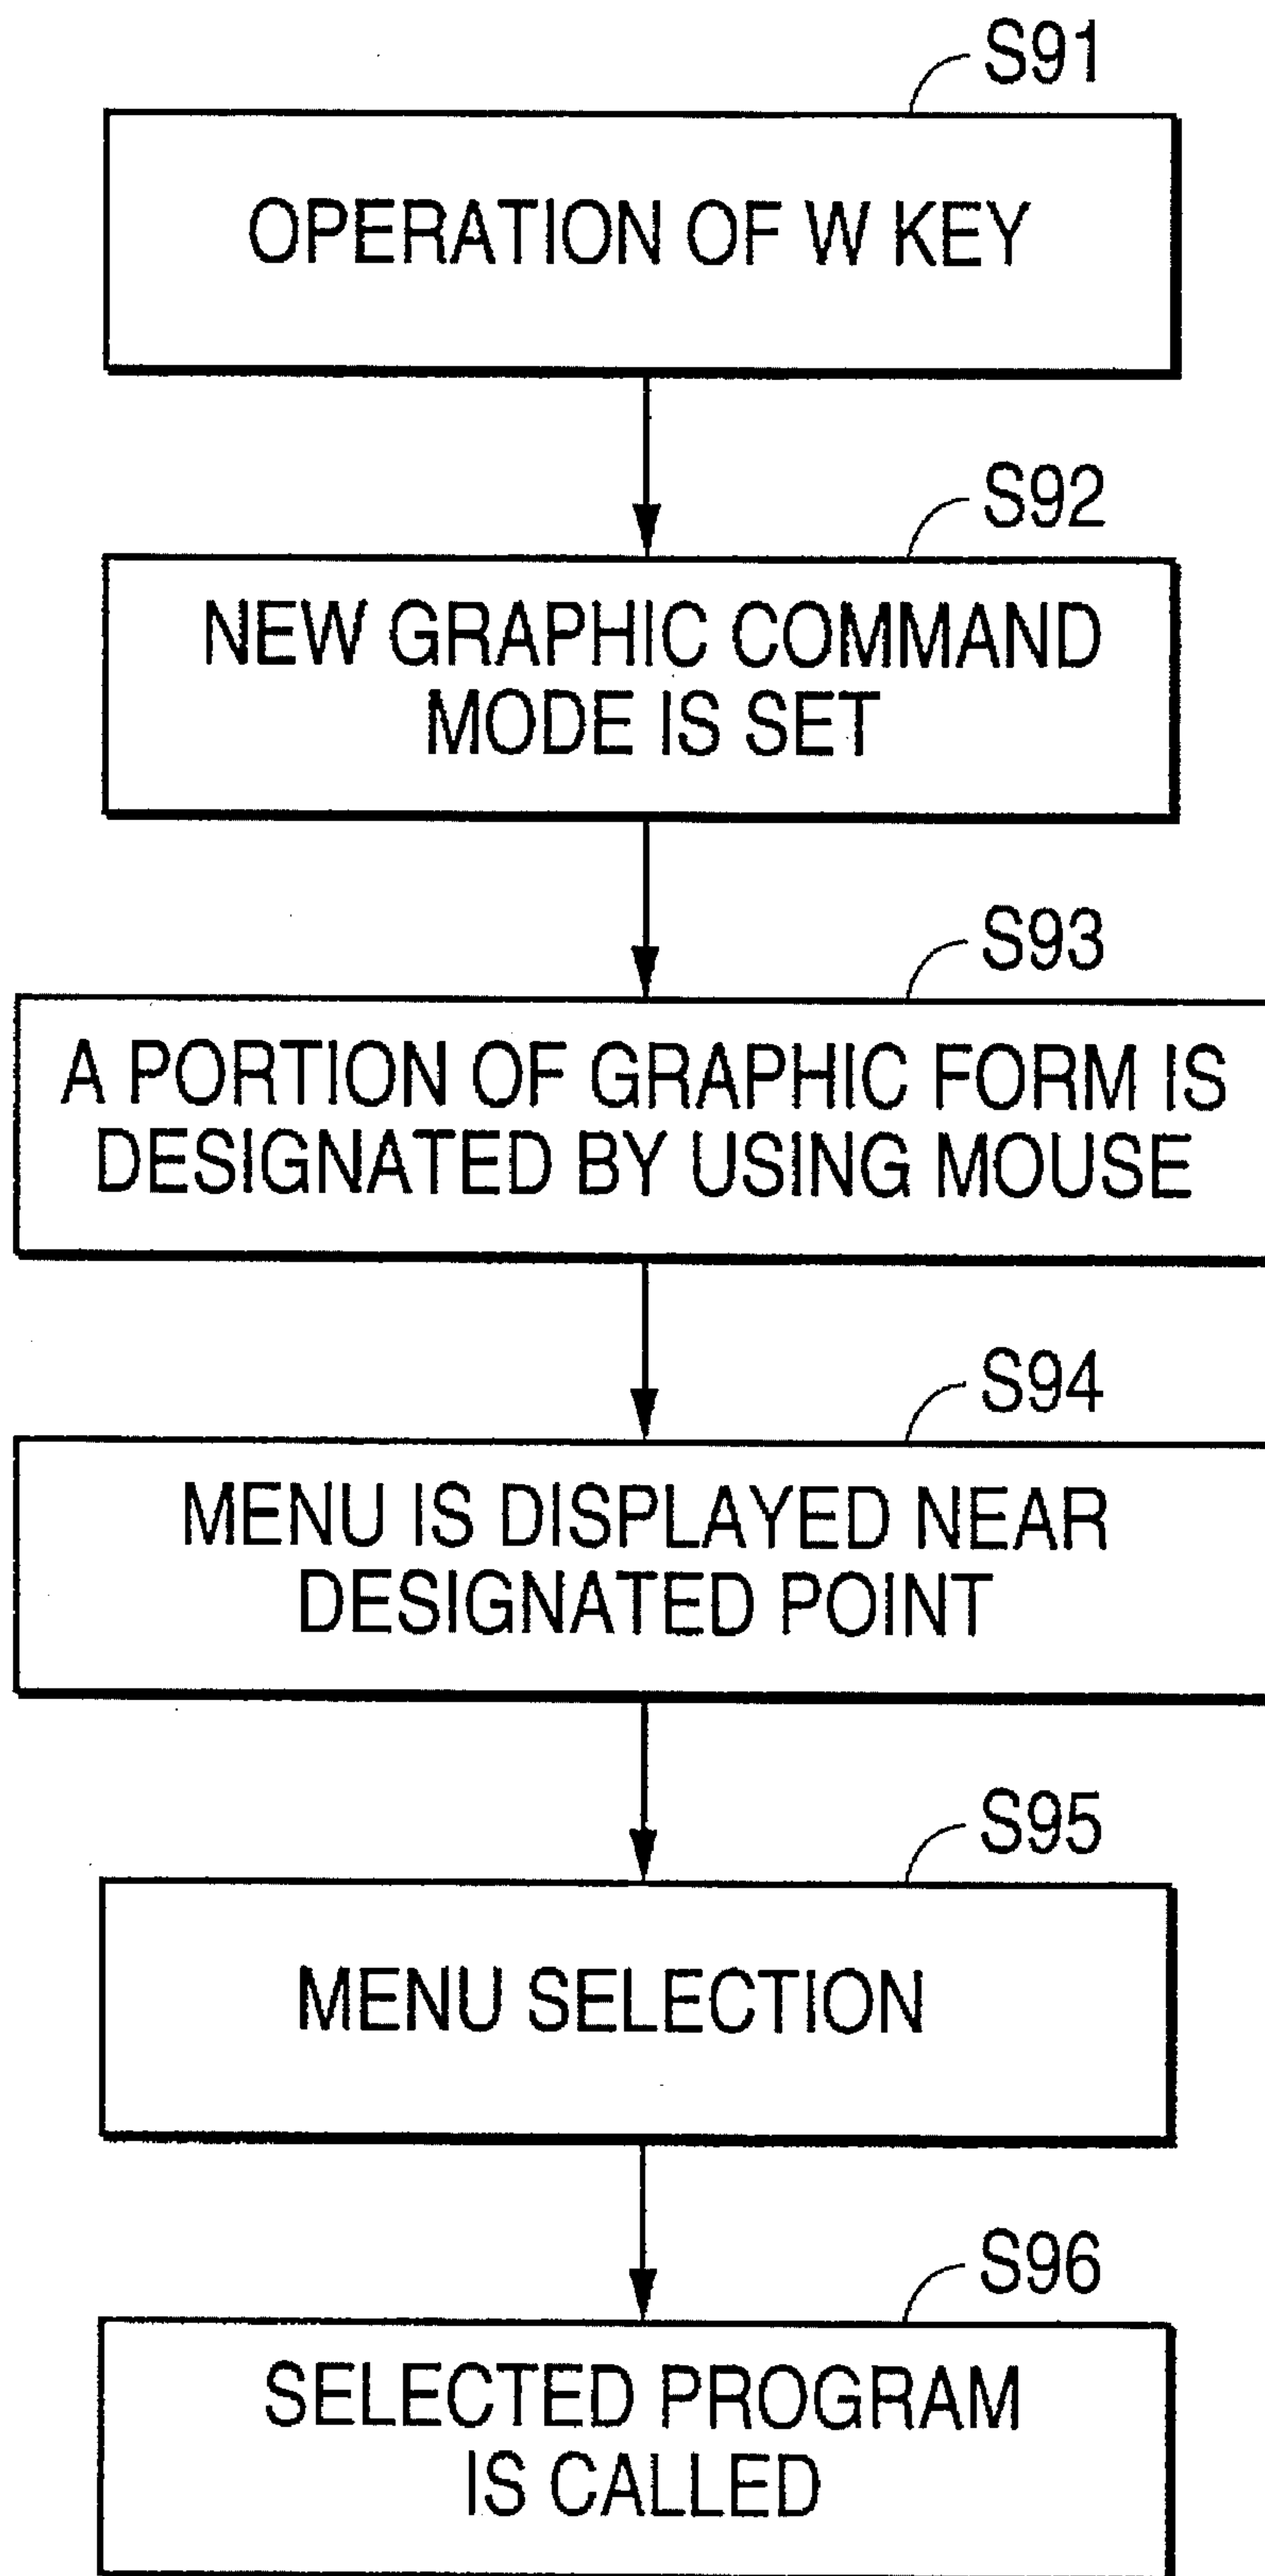 S91
OPERATION OF W KEY
S92
NEW GRAPHIC COMMAND
MODE IS SET
S93
A PORTION OF GRAPHIC FORM IS
DESIGNATED BY USING MOUSE
S94
MENU IS DISPLAYED NEAR
DESIGNATED POINT
S95
MENU SELECTION
S96
SELECTED PROGRAM
IS CALLED